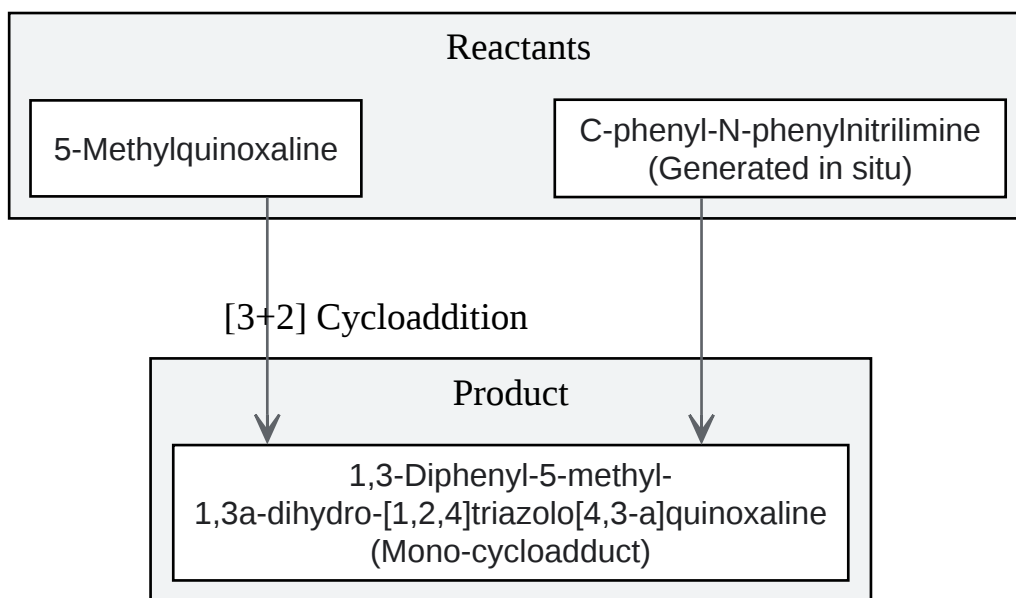 Reactants
5-Methylquinoxaline
C-phenyl-N-phenylnitrilimine
(Generated in situ)
[3+2] Cycloaddition
Product
1,3-Diphenyl-5-methyl-
1,3a-dihydro-[1,2,4]triazolo[4,3-a]quinoxaline
(Mono-cycloadduct)